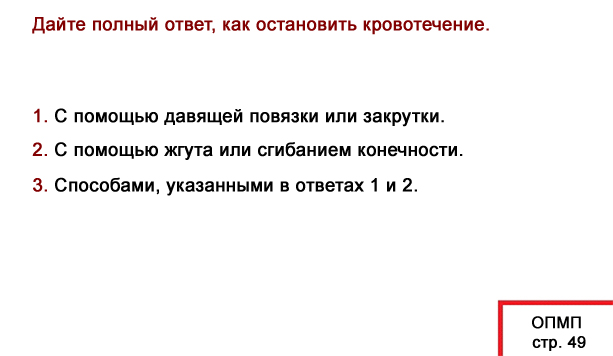 Дайте полный ответ, как остановить кровотечение.
1. С помощью давящей повязки или закрутки.
2. С помощью жгута или сгибанием конечности.
3. Способами, указанными в ответах 1 и 2.
ОПМП
стр. 49